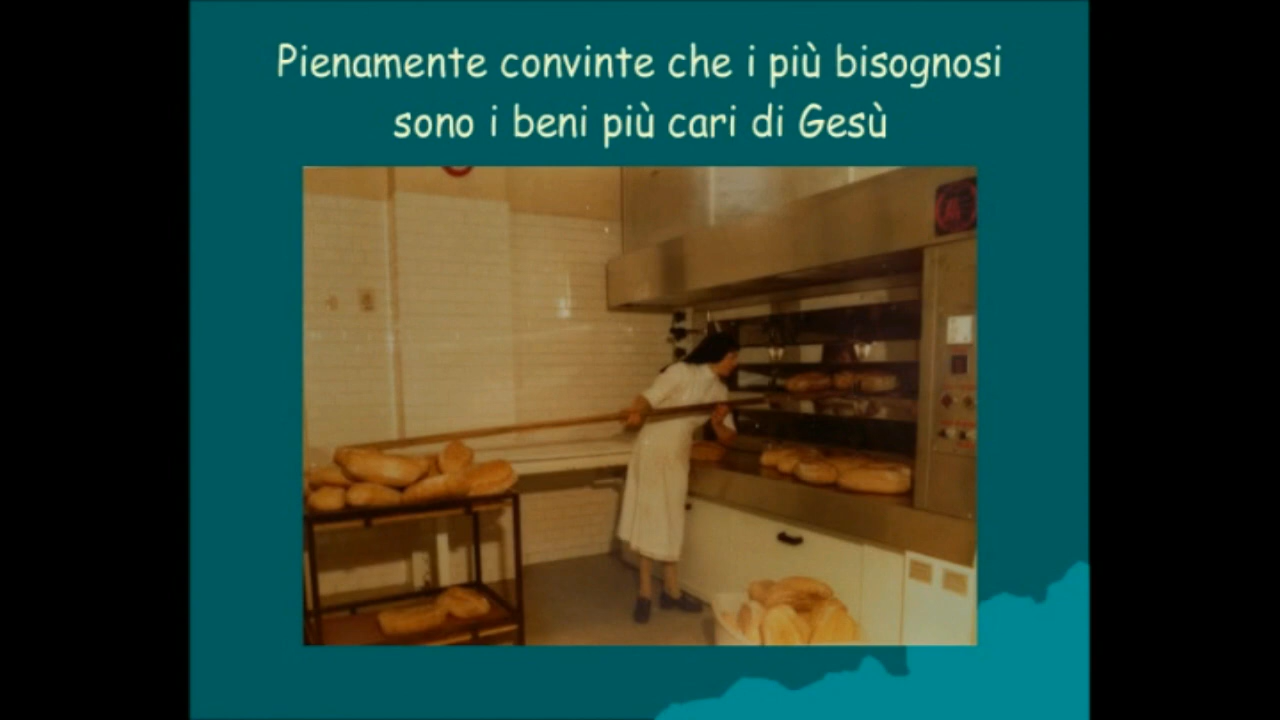 Pienamente convinte che i più bisognosi
sono i beni più cari di Gesù